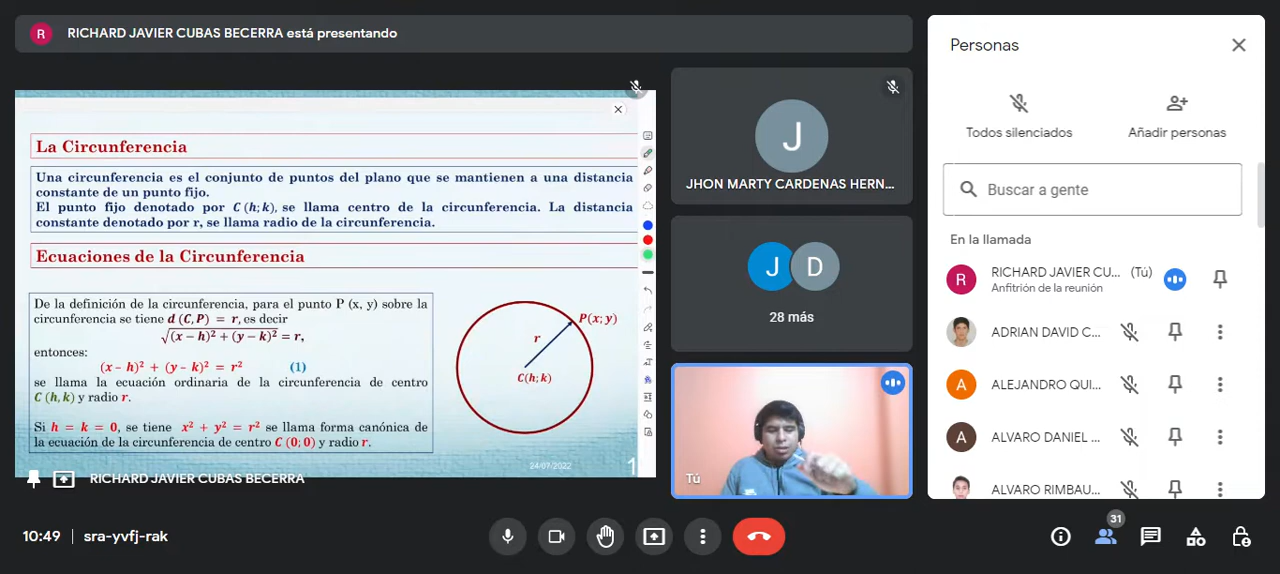 R RICHARD JAVIER CUBAS BECERRA está presentando
La Circunferencia
Una circunferencia es el conjunto de puntos del plano que se mantienen a una distancia
constante de un punto fijo.
El punto fijo denotado por C (h; k), se llama centro de la circunferencia. La distancia
constante denotado por r, se llama radio de la circunferencia.
Ecuaciones de la Circunferencia
De la definición de la circunferencia, para el punto P (x, y) sobre la
circunferencia se tiene d (C, P) = r, es decir
√(x − h)² + (y − k)² = r,
entonces:
(x − h)² + (y − k)² = r² (1)
se llama la ecuación ordinaria de la circunferencia de centro
C (h, k) y radio r.
Si h = k = 0, se tiene x² + y² = r² se llama forma canónica de
la ecuación de la circunferencia de centro C (0; 0) y radio r.
P(x; y)
r
C(h; k)
24/07/2022
1
RICHARD JAVIER CUBAS BECERRA
J
JHON MARTY CARDENAS HERN...
J D
28 más
Tú
Personas
Todos silenciados
Añadir personas
Buscar a gente
En la llamada
R RICHARD JAVIER CU... (Tú)
Anfitrión de la reunión
ADRIAN DAVID C...
A ALEJANDRO QUI...
A ALVARO DANIEL ...
ALVARO RIMBAU...
10:49 | sra-yvfj-rak
31